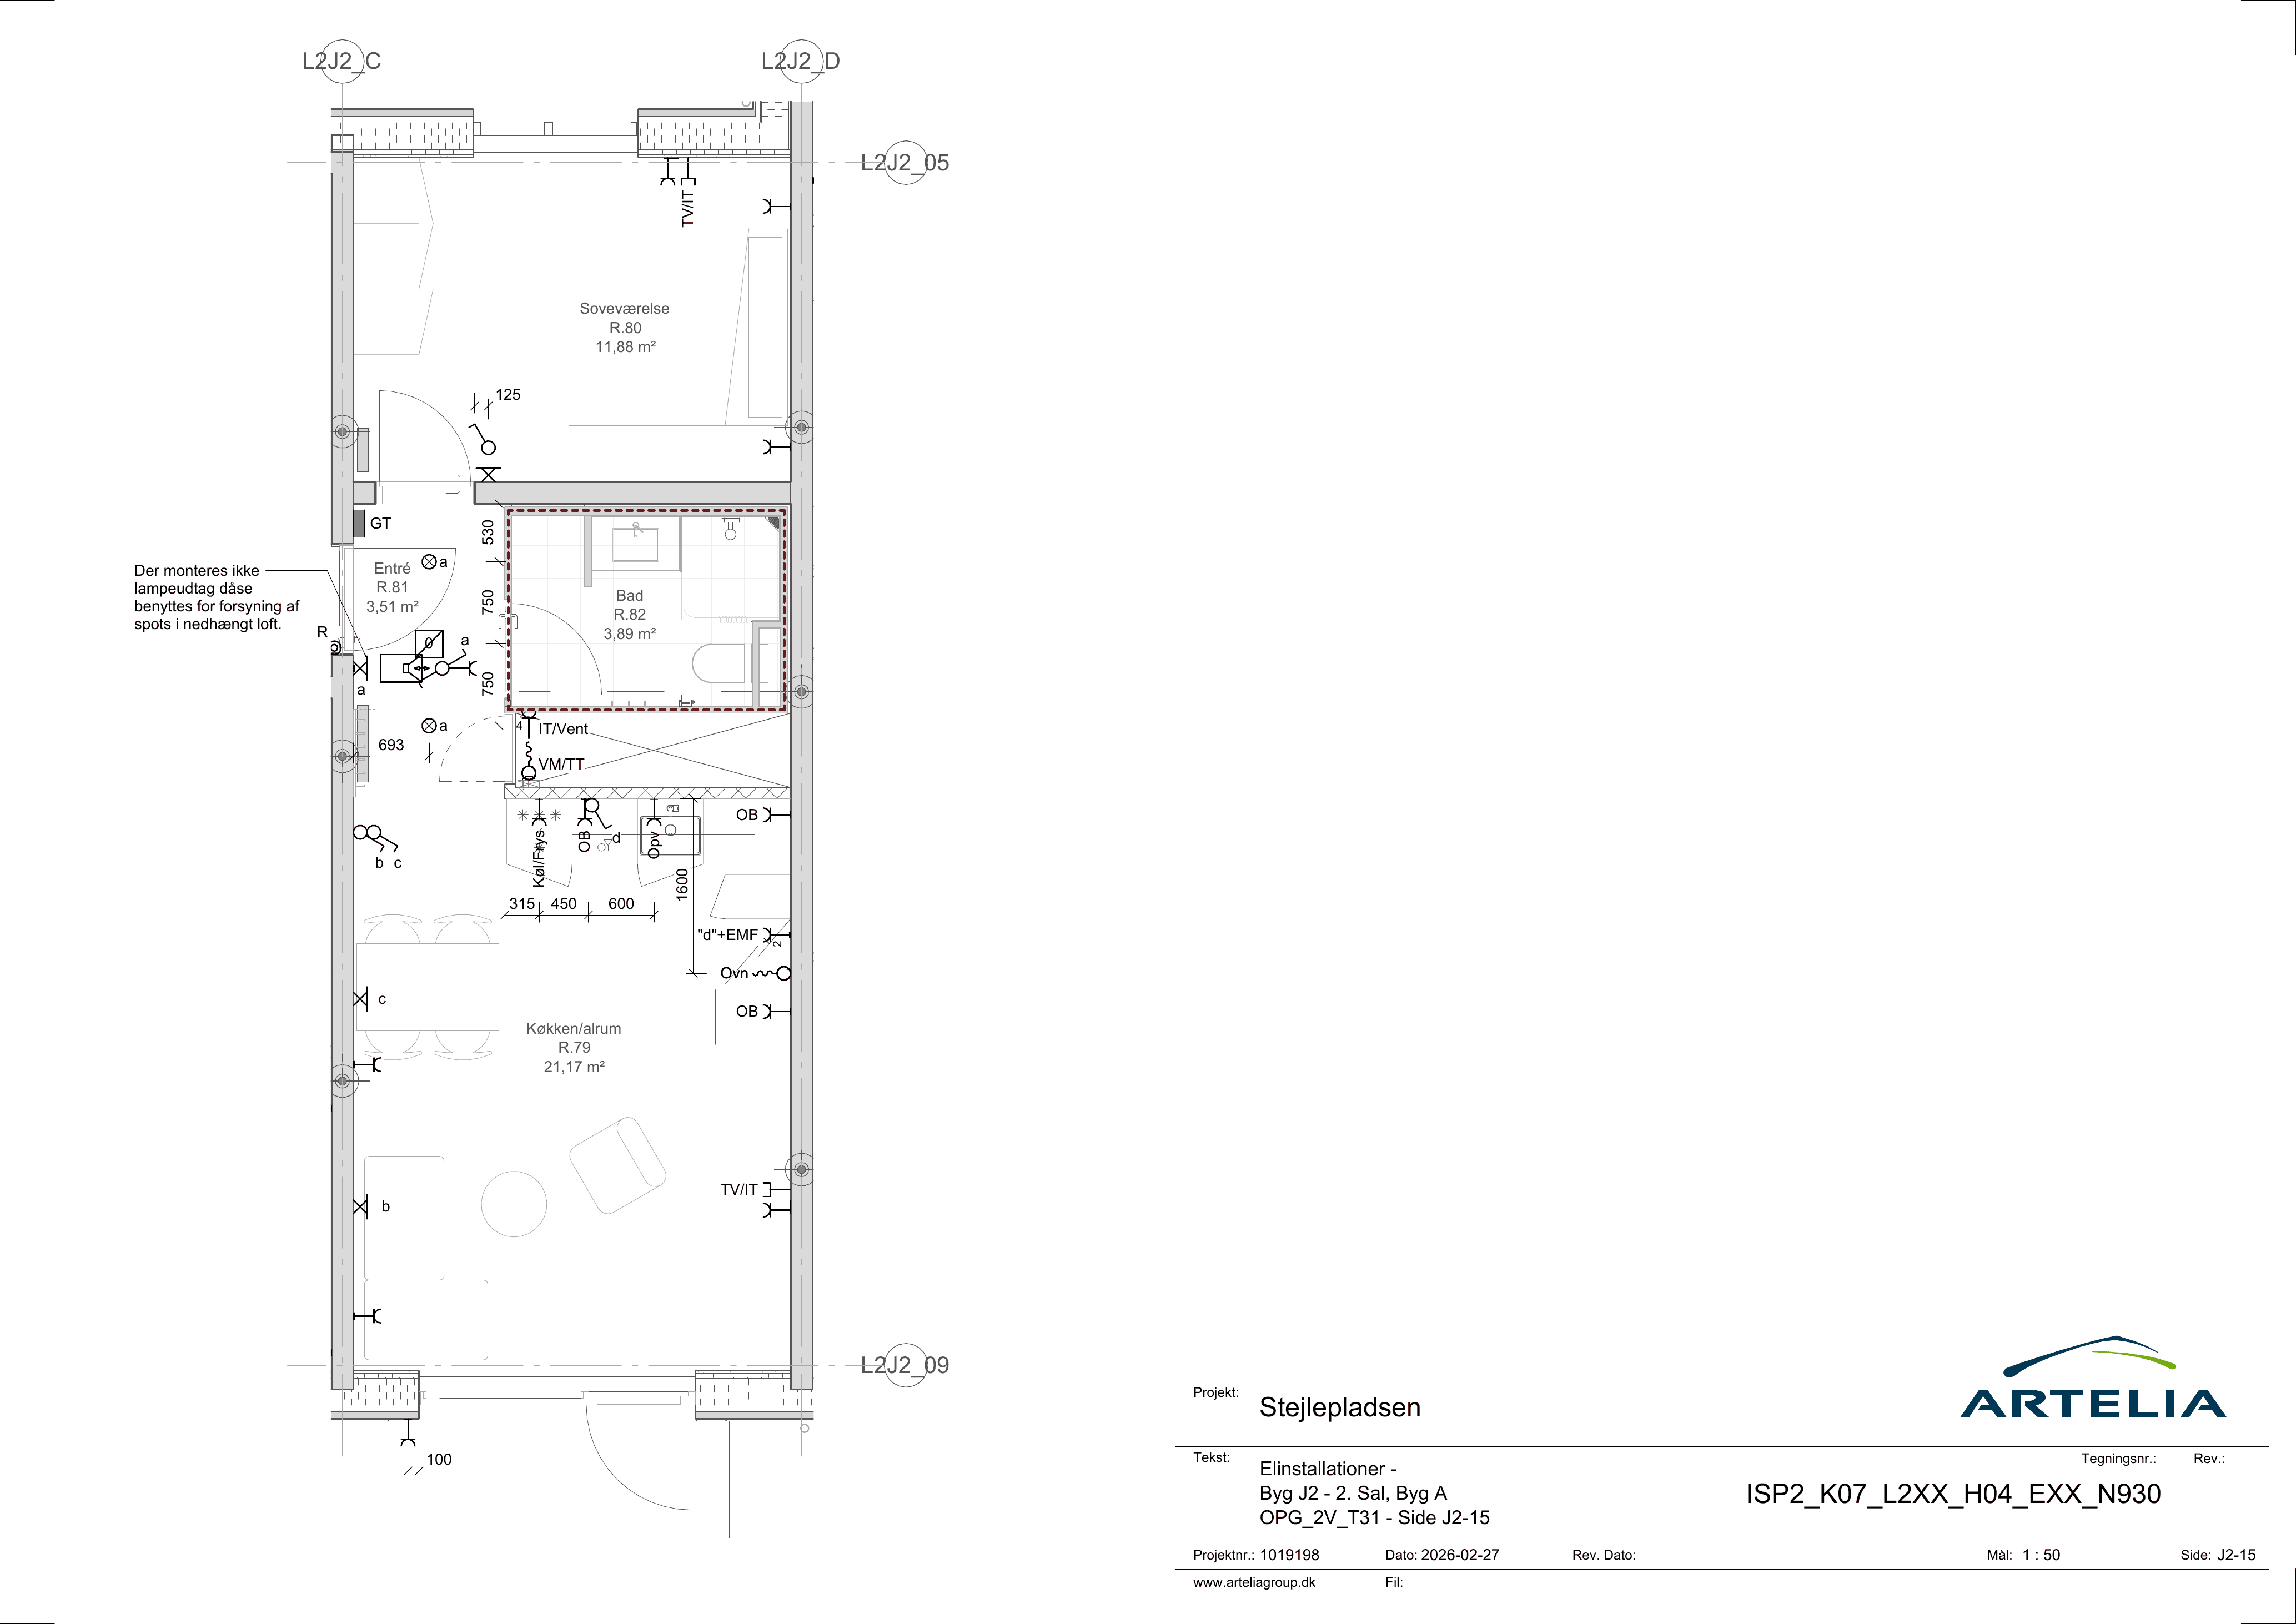 L2J2_C
L2J2_D
L2J2_05
TV/IT
Soveværelse
R.80
11,88 m²
125
GT
530
a
Entré
R.81
3,51 m²
Der monteres ikke
lampeudtag dåse
benyttes for forsyning af
spots i nedhængt loft.
750
Bad
R.82
3,89 m²
R
0
a
a
750
a
4
IT/Vent
693
VM/TT
OB
Køl/Frys
OB
d
Opv
b c
1600
315
450
600
"d"+EMF
2
Ovn
c
OB
Køkken/alrum
R.79
21,17 m²
TV/IT
b
L2J2_09
100
ARTELIA
Projekt:
Stejlepladsen
Tekst:
Elinstallationer -
Byg J2 - 2. Sal, Byg A
OPG_2V_T31 - Side J2-15
Tegningsnr.:
Rev.:
ISP2_K07_L2XX_H04_EXX_N930
Projektnr.: 1019198
Dato: 2026-02-27
Rev. Dato:
Mål: 1 : 50
Side: J2-15
www.arteliagroup.dk
Fil: